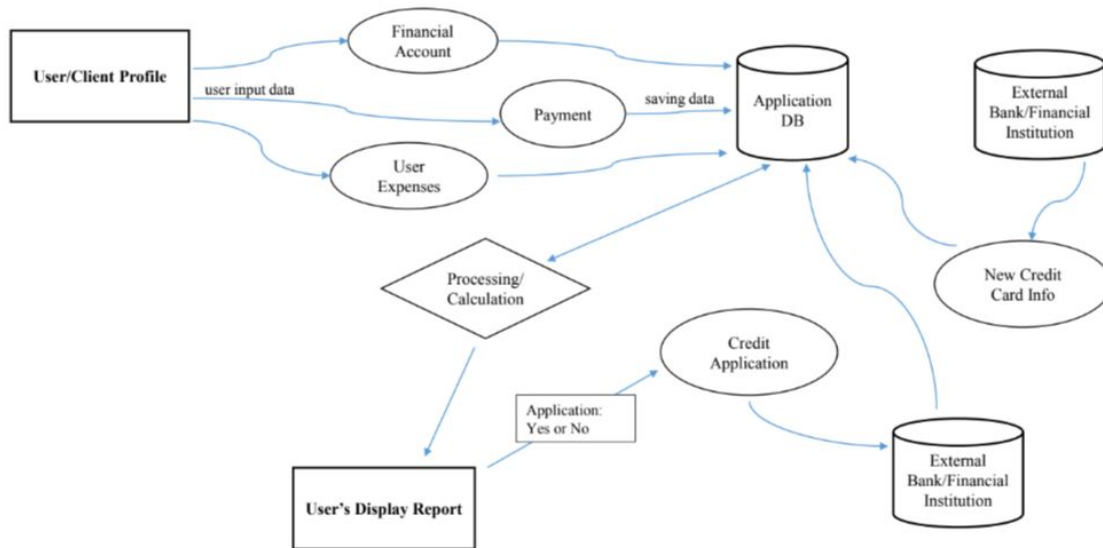 Financial
Account
User/Client Profile
user input data
Payment
saving data
Application
DB
External
Bank/Financial
Institution
User
Expenses
Processing/
Calculation
New Credit
Card Info
Credit
Application
Application:
Yes or No
User’s Display Report
External
Bank/Financial
Institution